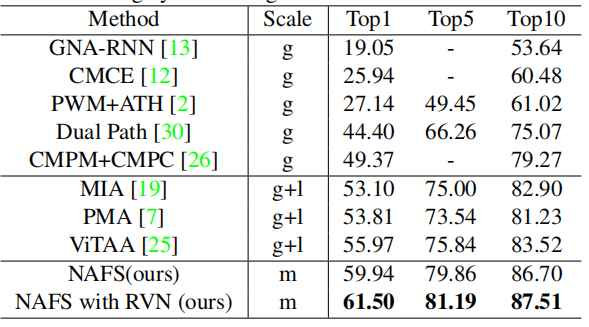 Method Scale Top1 Top5 Top10
GNA-RNN [13] g 19.05 - 53.64
CMCE [12] g 25.94 - 60.48
PWM+ATH [2] g 27.14 49.45 61.02
Dual Path [30] g 44.40 66.26 75.07
CMPM+CMPC [26] g 49.37 - 79.27
MIA [19] g+l 53.10 75.00 82.90
PMA [7] g+l 53.81 73.54 81.23
ViTAA [25] g+l 55.97 75.84 83.52
NAFS(ours) m 59.94 79.86 86.70
NAFS with RVN (ours) m 61.50 81.19 87.51